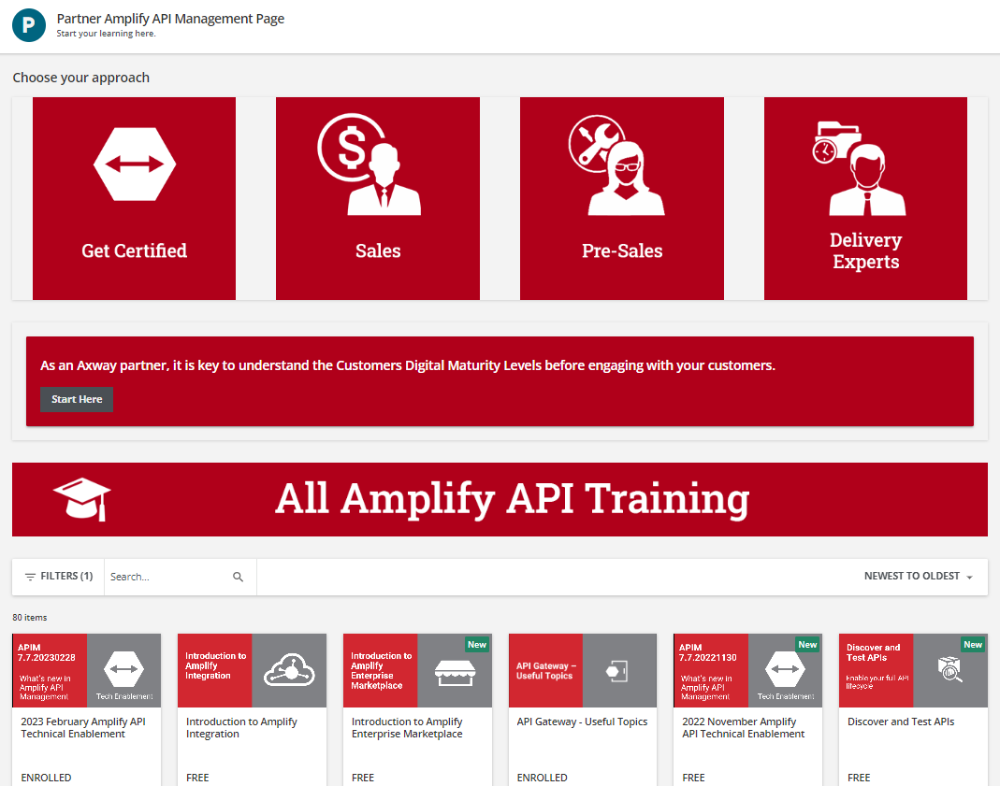 P
Partner Amplify API Management Page
Start your learning here.
Choose your approach
Get Certified
$
Sales
Pre-Sales
Delivery
Experts
As an Axway partner, it is key to understand the Customers Digital Maturity Levels before engaging with your customers.
Start Here
All Amplify API Training
FILTERS (1)
Search...
NEWEST TO OLDEST
80 items
APIM
7.7.20230228
What's new in
Amplify API
Management
Tech Enablement
2023 February Amplify API
Technical Enablement
ENROLLED
Introduction to
Amplify
Integration
Introduction to Amplify
Integration
FREE
Introduction to
Amplify
Enterprise
Marketplace
New
Introduction to Amplify
Enterprise Marketplace
FREE
API Gateway –
Useful Topics
API Gateway - Useful Topics
ENROLLED
APIM
7.7.20221130
What's new in
Amplify API
Management
New
Tech Enablement
2022 November Amplify
API Technical Enablement
FREE
Discover and
Test APIs
Enable your full API
lifecycle
New
Discover and Test APIs
FREE